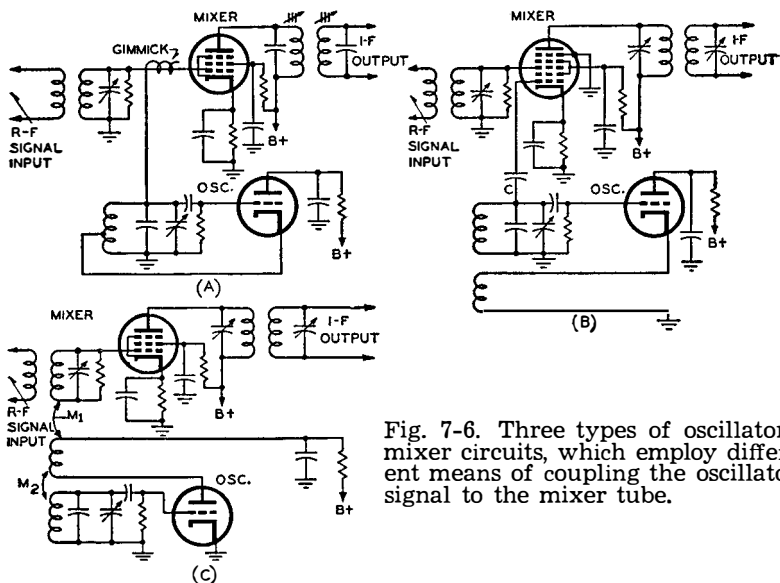 MIXER
GIMMICK
I-F
OUTPUT
R-F
SIGNAL
INPUT
B+
OSC.
B+
(A)
MIXER
I-F
OUTPUT
R-F
SIGNAL
INPUT
B+
C
OSC.
B+
(B)
MIXER
I-F
OUTPUT
R-F
SIGNAL
INPUT
M1
B+
M2
OSC.
B+
(C)
Fig. 7-6. Three types of oscillator
mixer circuits, which employ differ
ent means of coupling the oscillato
signal to the mixer tube.